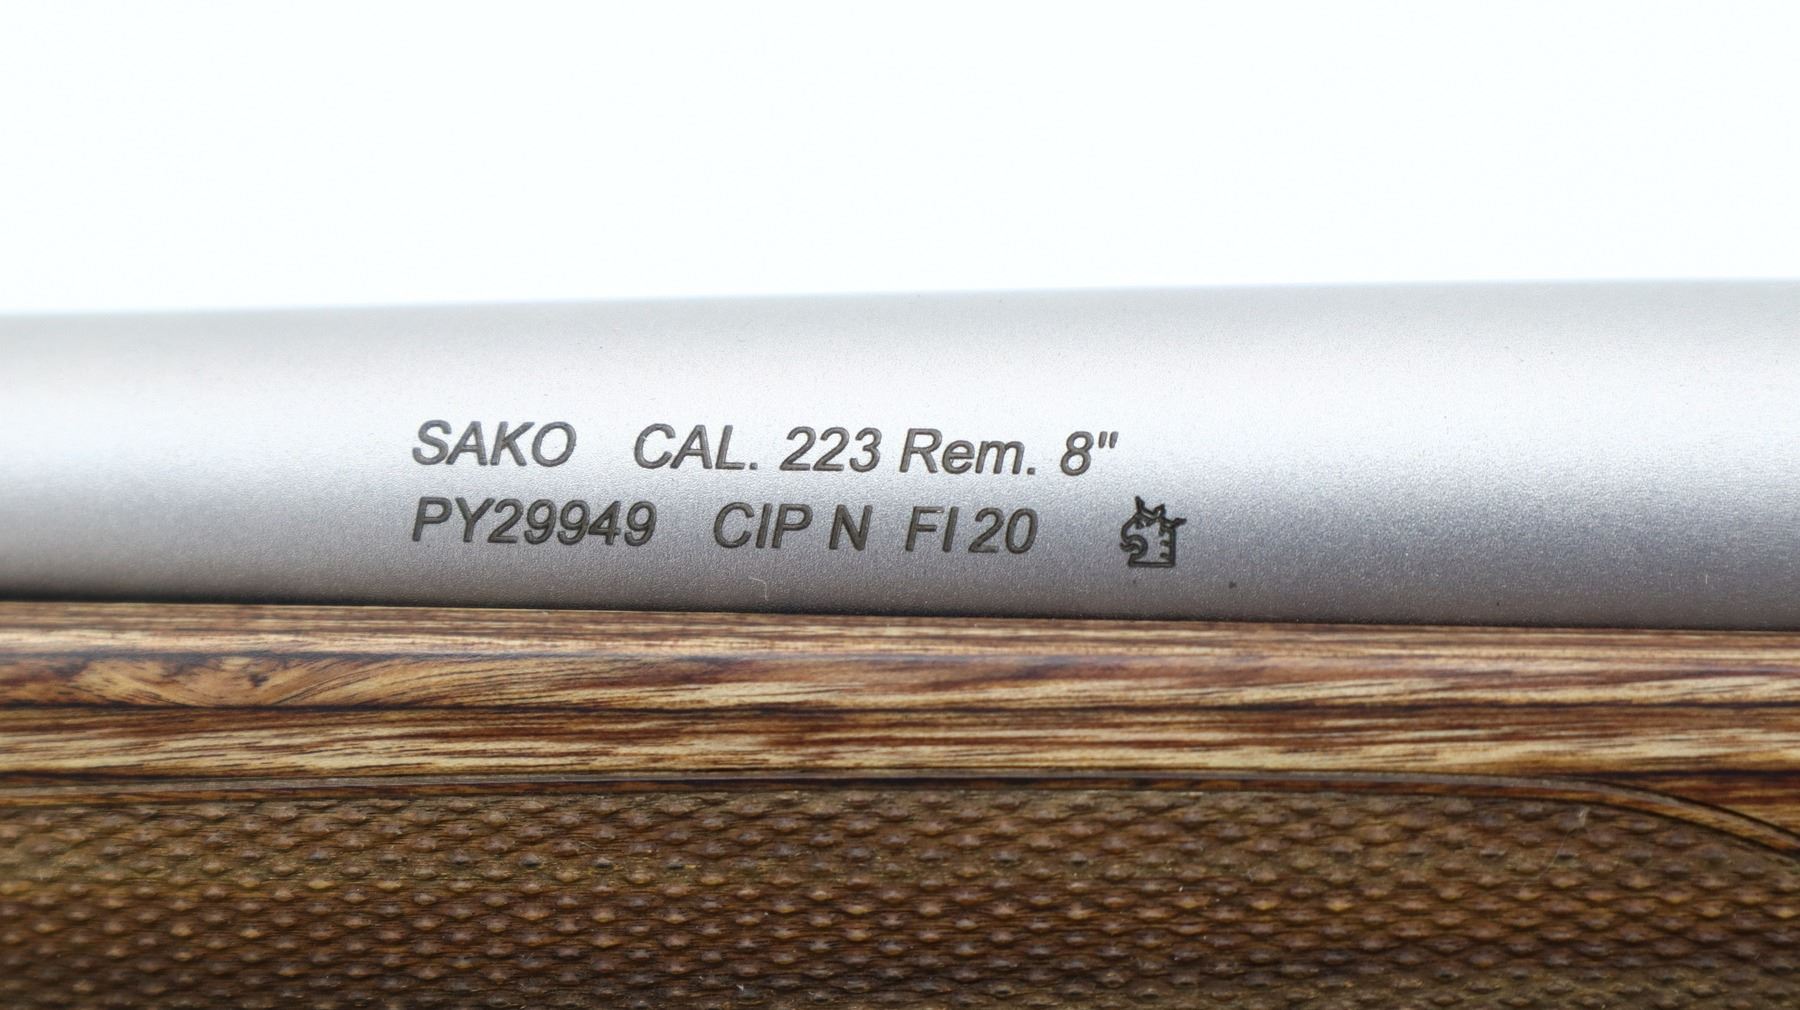 SAKO CAL. 223 Rem. 8"
PY29949 CIP N FI 20